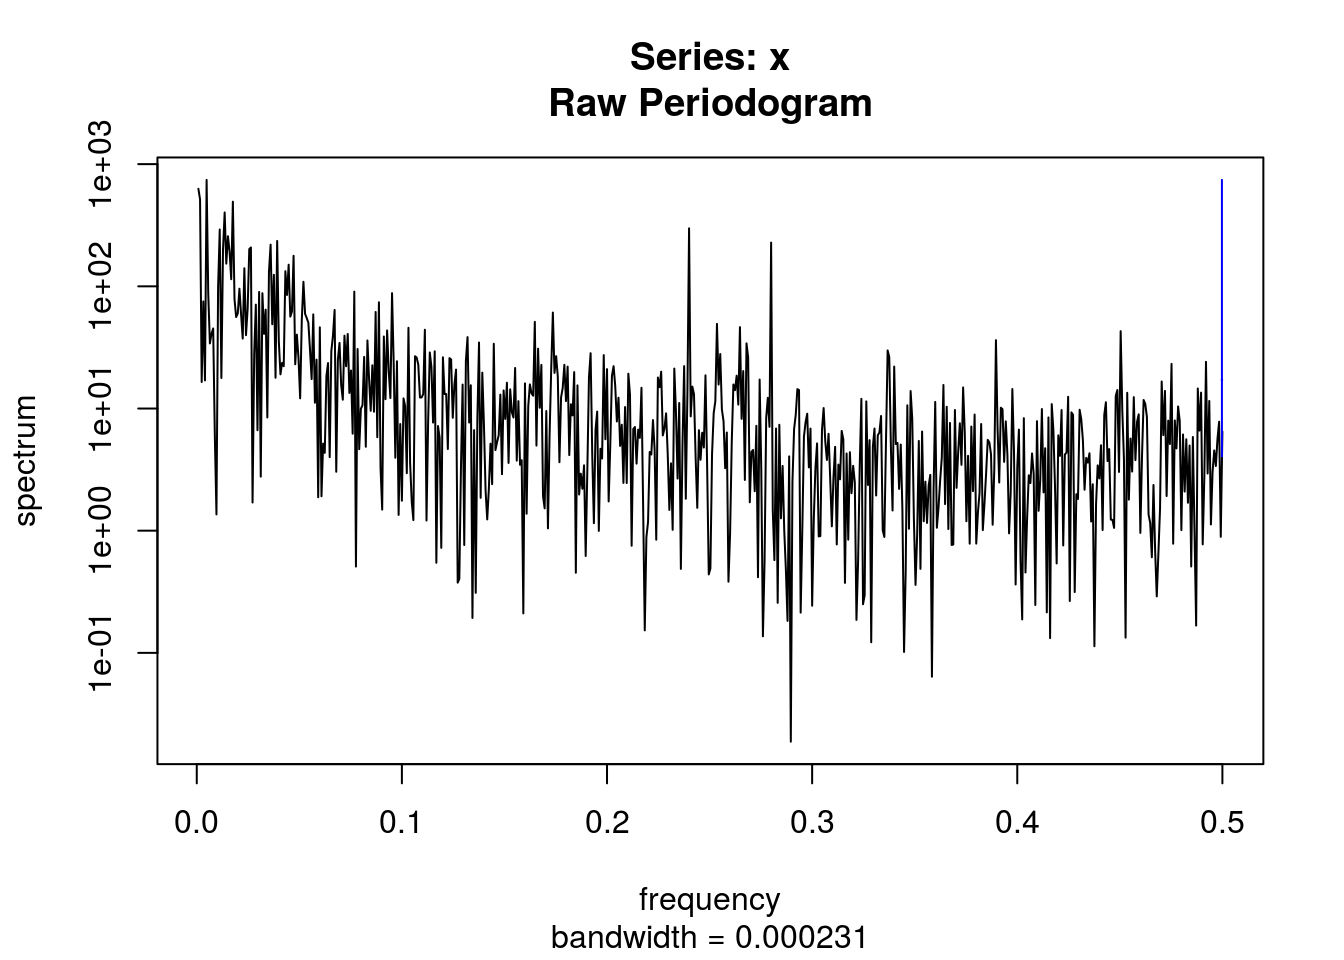 Series: x
Raw Periodogram
1e+03
1e+02
1e+01
1e+00
1e-01
spectrum
0.0 0.1 0.2 0.3 0.4 0.5
frequency
bandwidth = 0.000231